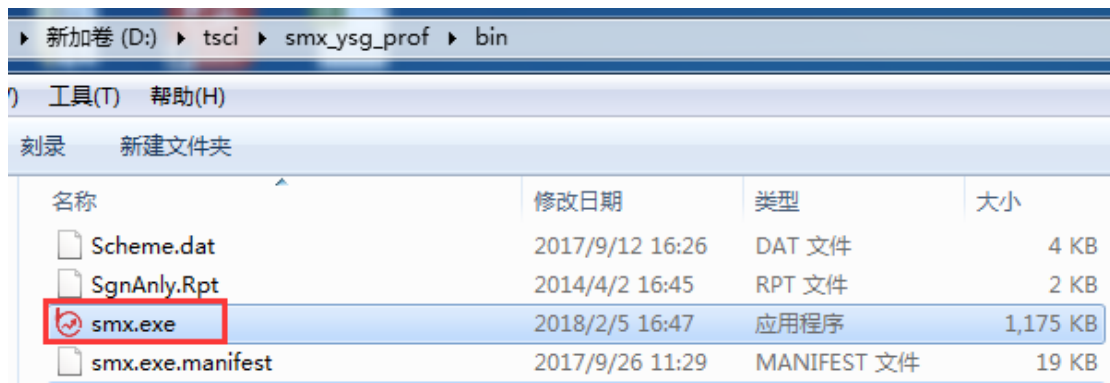 新加卷 (D:) tsci smx_ysg_prof bin
工具(T) 帮助(H)
刻录 新建文件夹
名称 修改日期 类型 大小
Scheme.dat 2017/9/12 16:26 DAT 文件 4 KB
SgnAnly.Rpt 2014/4/2 16:45 RPT 文件 2 KB
smx.exe 2018/2/5 16:47 应用程序 1,175 KB
smx.exe.manifest 2017/9/26 11:29 MANIFEST 文件 19 KB